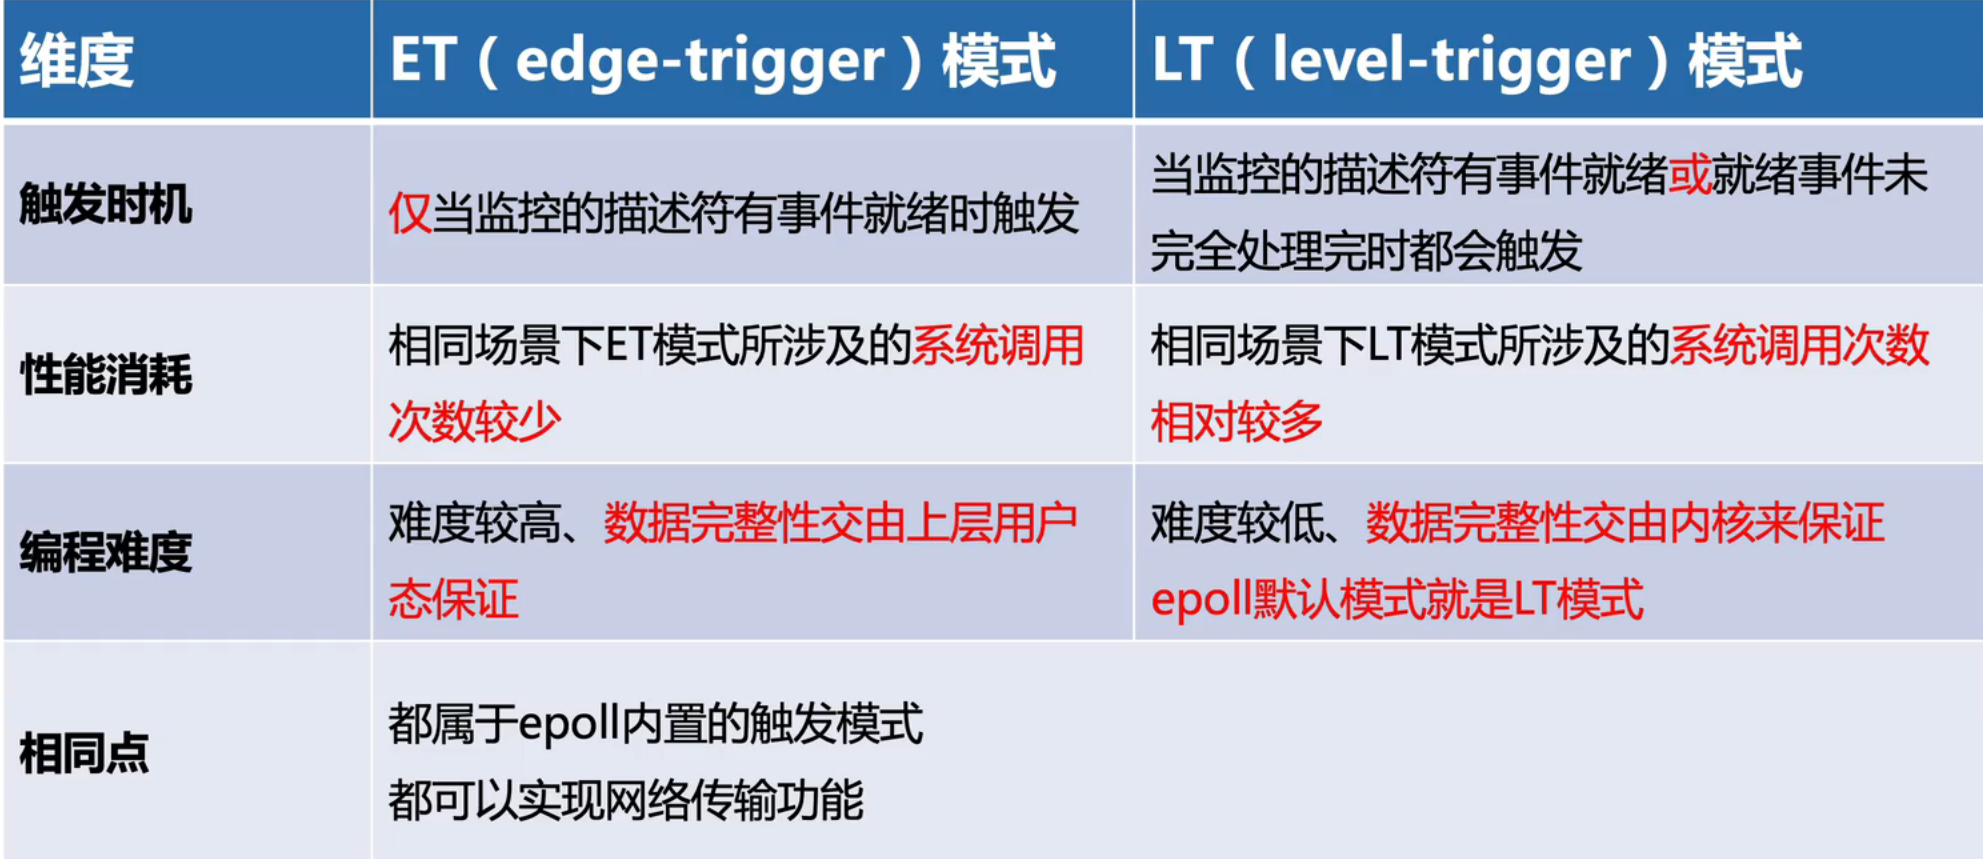 维度
ET（edge-trigger）模式
LT（level-trigger）模式
触发时机
仅当监控的描述符有事件就绪时触发
当监控的描述符有事件就绪或就绪事件未
完全处理完时都会触发
性能消耗
相同场景下ET模式所涉及的系统调用
次数较少
相同场景下LT模式所涉及的系统调用次数
相对较多
编程难度
难度较高、数据完整性交由上层用户
态保证
难度较低、数据完整性交由内核来保证
epoll默认模式就是LT模式
相同点
都属于epoll内置的触发模式
都可以实现网络传输功能